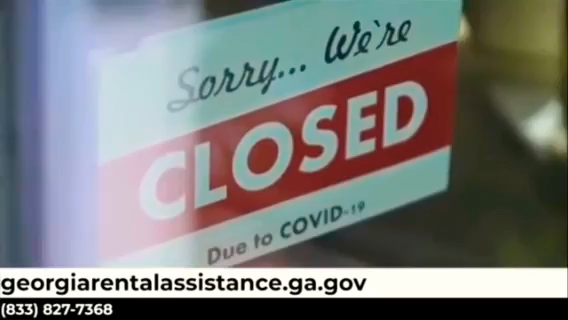 Sorry... We're
CLOSED
Due to COVID-19
georgiarentalassistance.ga.gov
(833) 827-7368